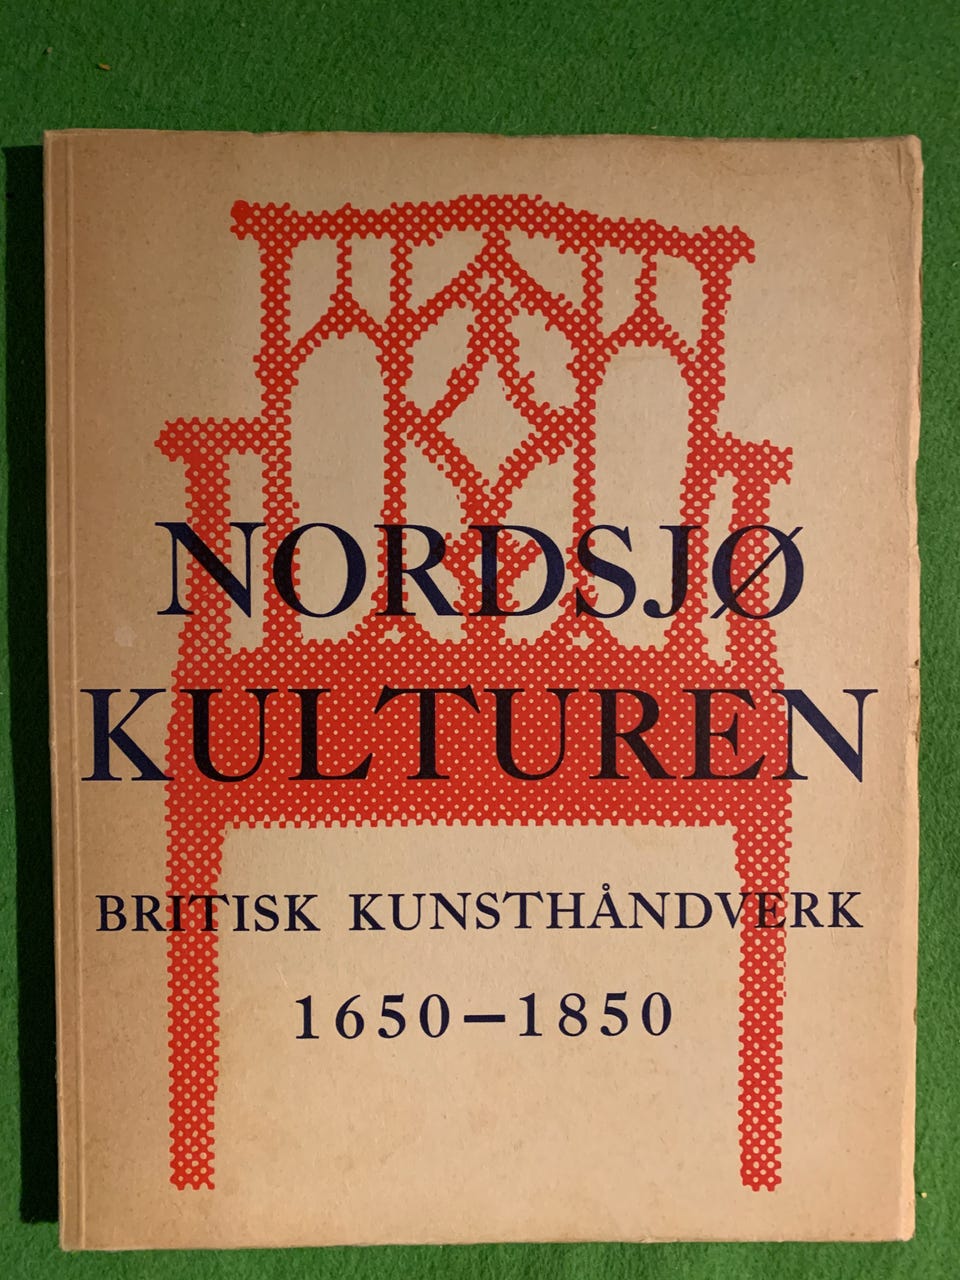 NORDSJØ
KULTUREN
BRITISK KUNSTHÅNDVERK
1650–1850